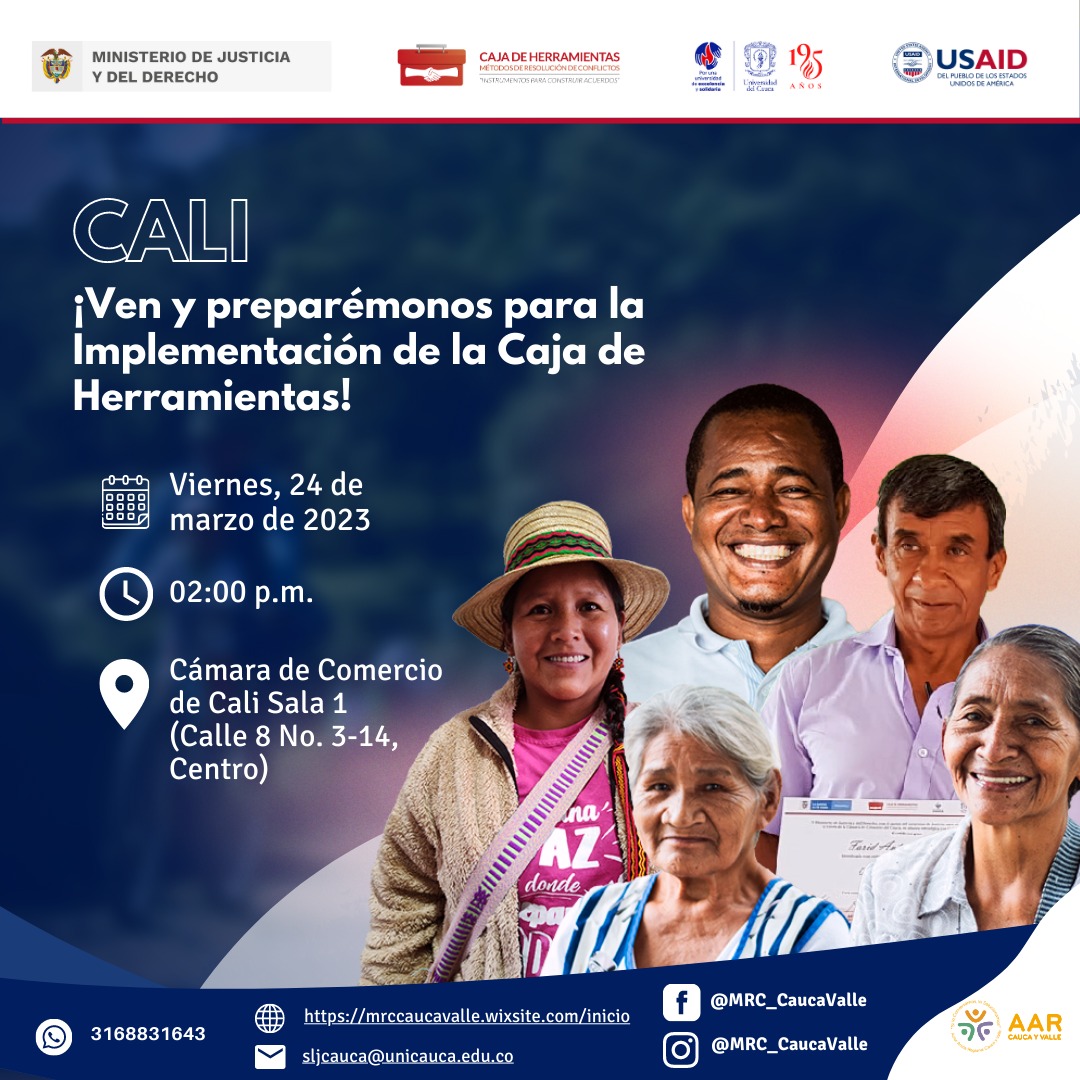 MINISTERIO DE JUSTICIA
Y DEL DERECHO
CAJA DE HERRAMIENTAS
MÉTODOS DE RESOLUCIÓN DE CONFLICTOS
"INSTRUMENTOS PARA CONSTRUIR ACUERDOS"
Por una
universidad
de excelencia
y solidaria
Universidad
del Cauca
195
AÑOS
USAID
DEL PUEBLO DE LOS ESTADOS
UNIDOS DE AMÉRICA
CALI
¡Ven y preparémonos para la
Implementación de la Caja de
Herramientas!
Viernes, 24 de
marzo de 2023
02:00 p.m.
Cámara de Comercio
de Cali Sala 1
(Calle 8 No. 3-14,
Centro)
AZ
donde
3168831643
https://mrccaucavalle.wixsite.com/inicio
sljcauca@unicauca.edu.co
@MRC_CaucaValle
@MRC_CaucaValle
AAR
CAUCA Y VALLE